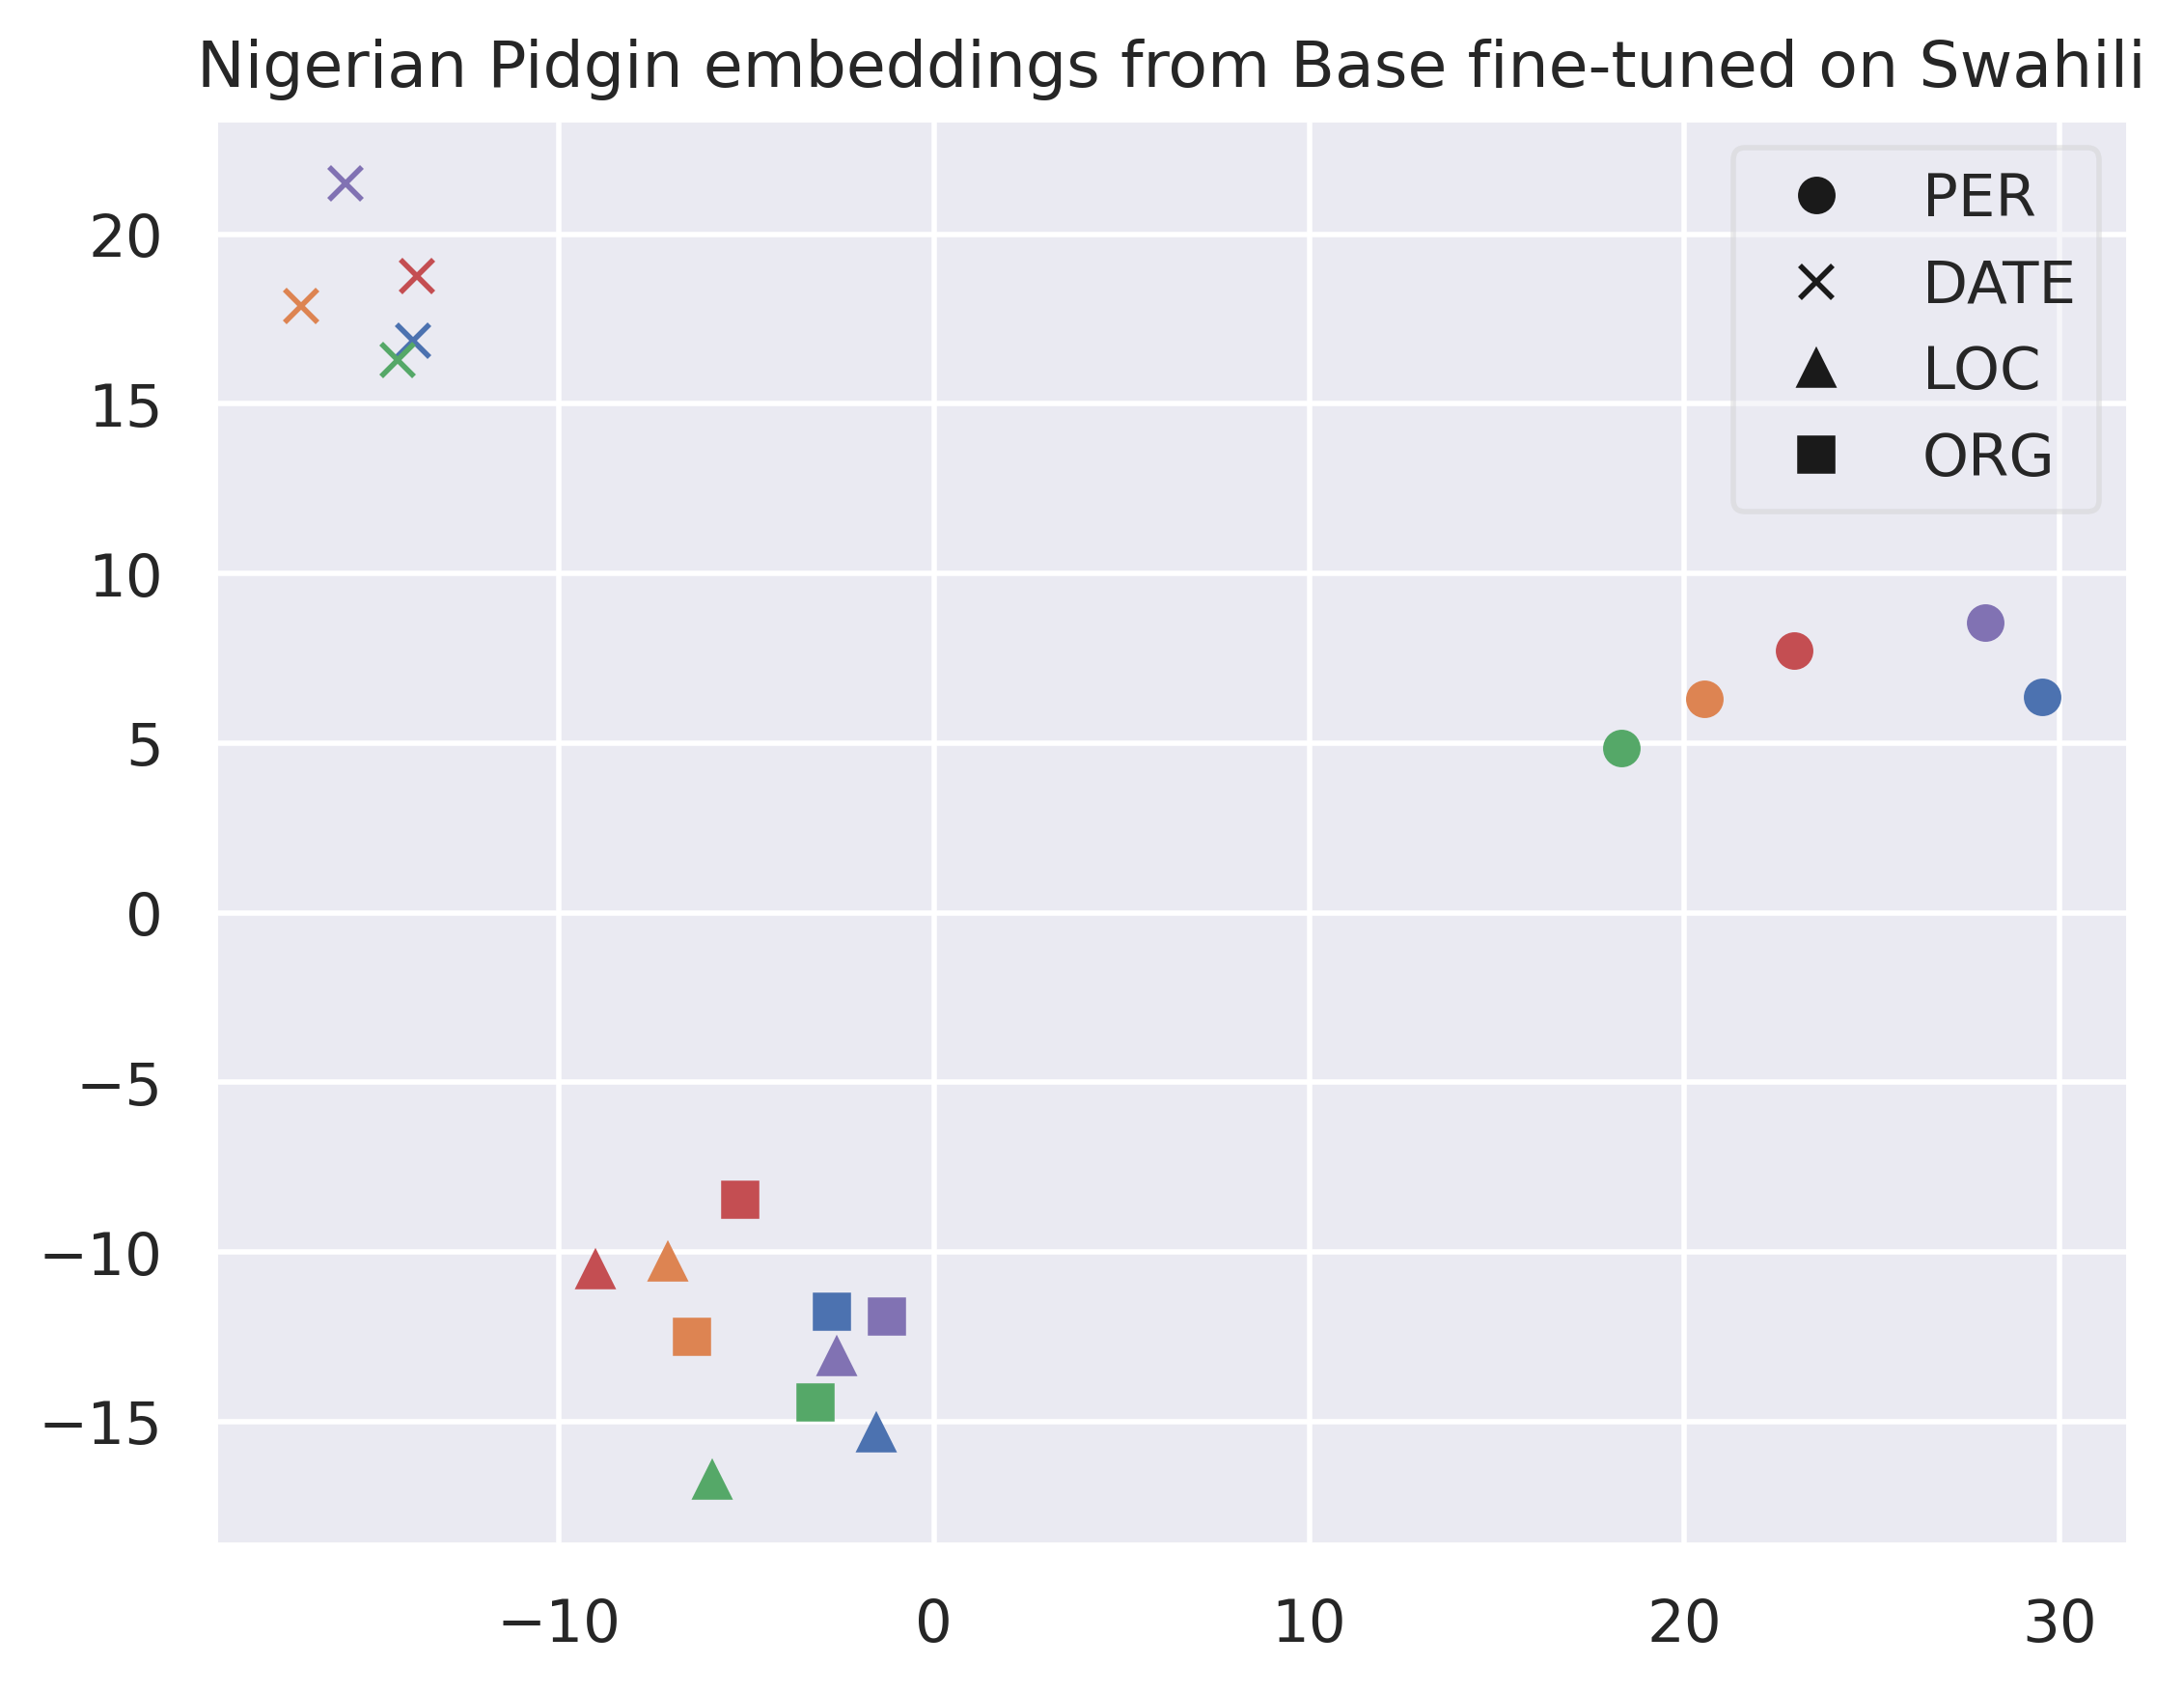 Nigerian Pidgin embeddings from Base fine-tuned on Swahili
PER
DATE
LOC
ORG
20
15
10
5
0
−5
−10
−15
−10 0 10 20 30